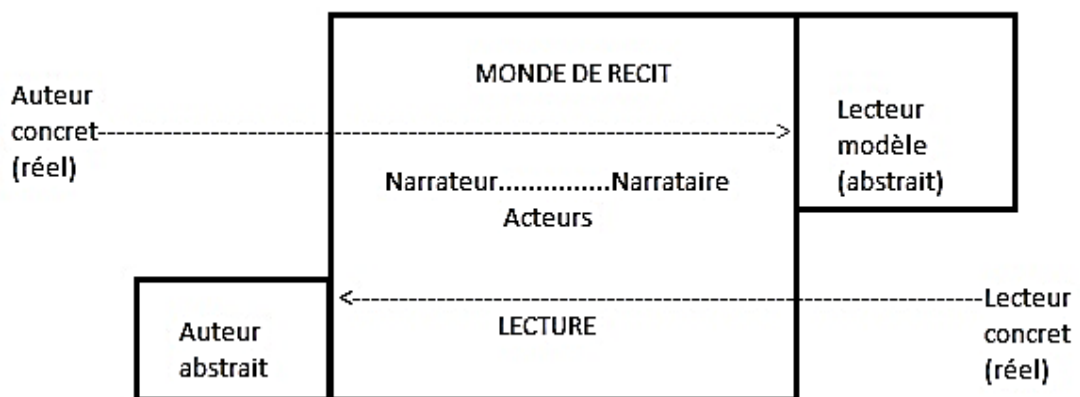 MONDE DE RECIT
Auteur
concret---------------------------------------------------------->
(réel)
Lecteur
modèle
(abstrait)
Narrateur...............Narrataire
Acteurs
<-------------------------------------------------------Lecteur
concret
(réel)
LECTURE
Auteur
abstrait